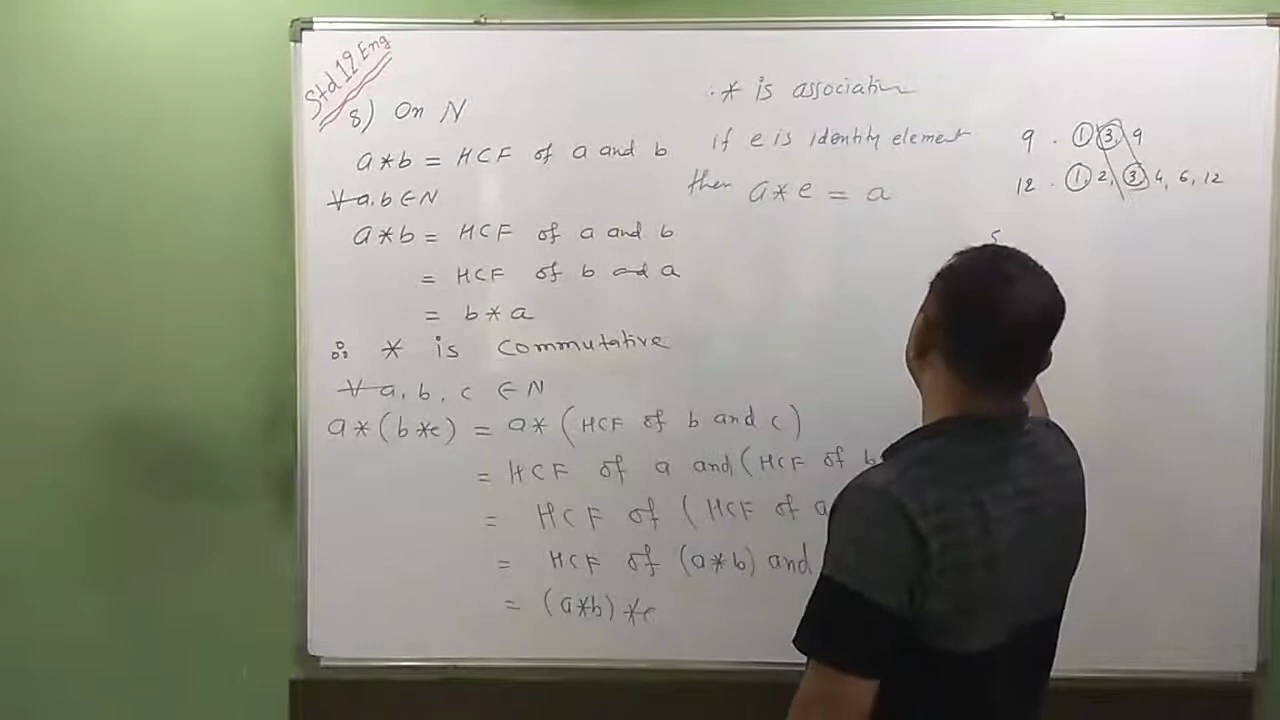 Std 12 Eng
8) On N
a*b = HCF of a and b
∀ a,b ∈ N
a*b = HCF of a and b
= HCF of b and a
= b * a
∴ * is commutative
∀ a, b, c ∈ N
a*(b*c) = a*(HCF of b and c)
= HCF of a and (HCF of b
= HCF of (HCF of a
= HCF of (a*b) and
= (a*b) *c
∴ * is associative
if e is identity element
then a * e = a
9 . 1, 3, 9
12 . 1, 2, 3, 4, 6, 12